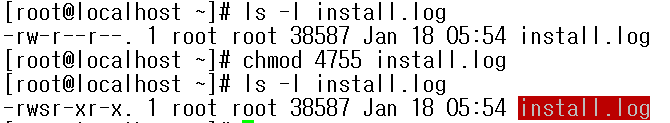 [root@localhost ~]# ls -l install.log
-rw-r--r--. 1 root root 38587 Jan 18 05:54 install.log
[root@localhost ~]# chmod 4755 install.log
[root@localhost ~]# ls -l install.log
-rwsr-xr-x. 1 root root 38587 Jan 18 05:54 install.log
[root@localhost ~]#